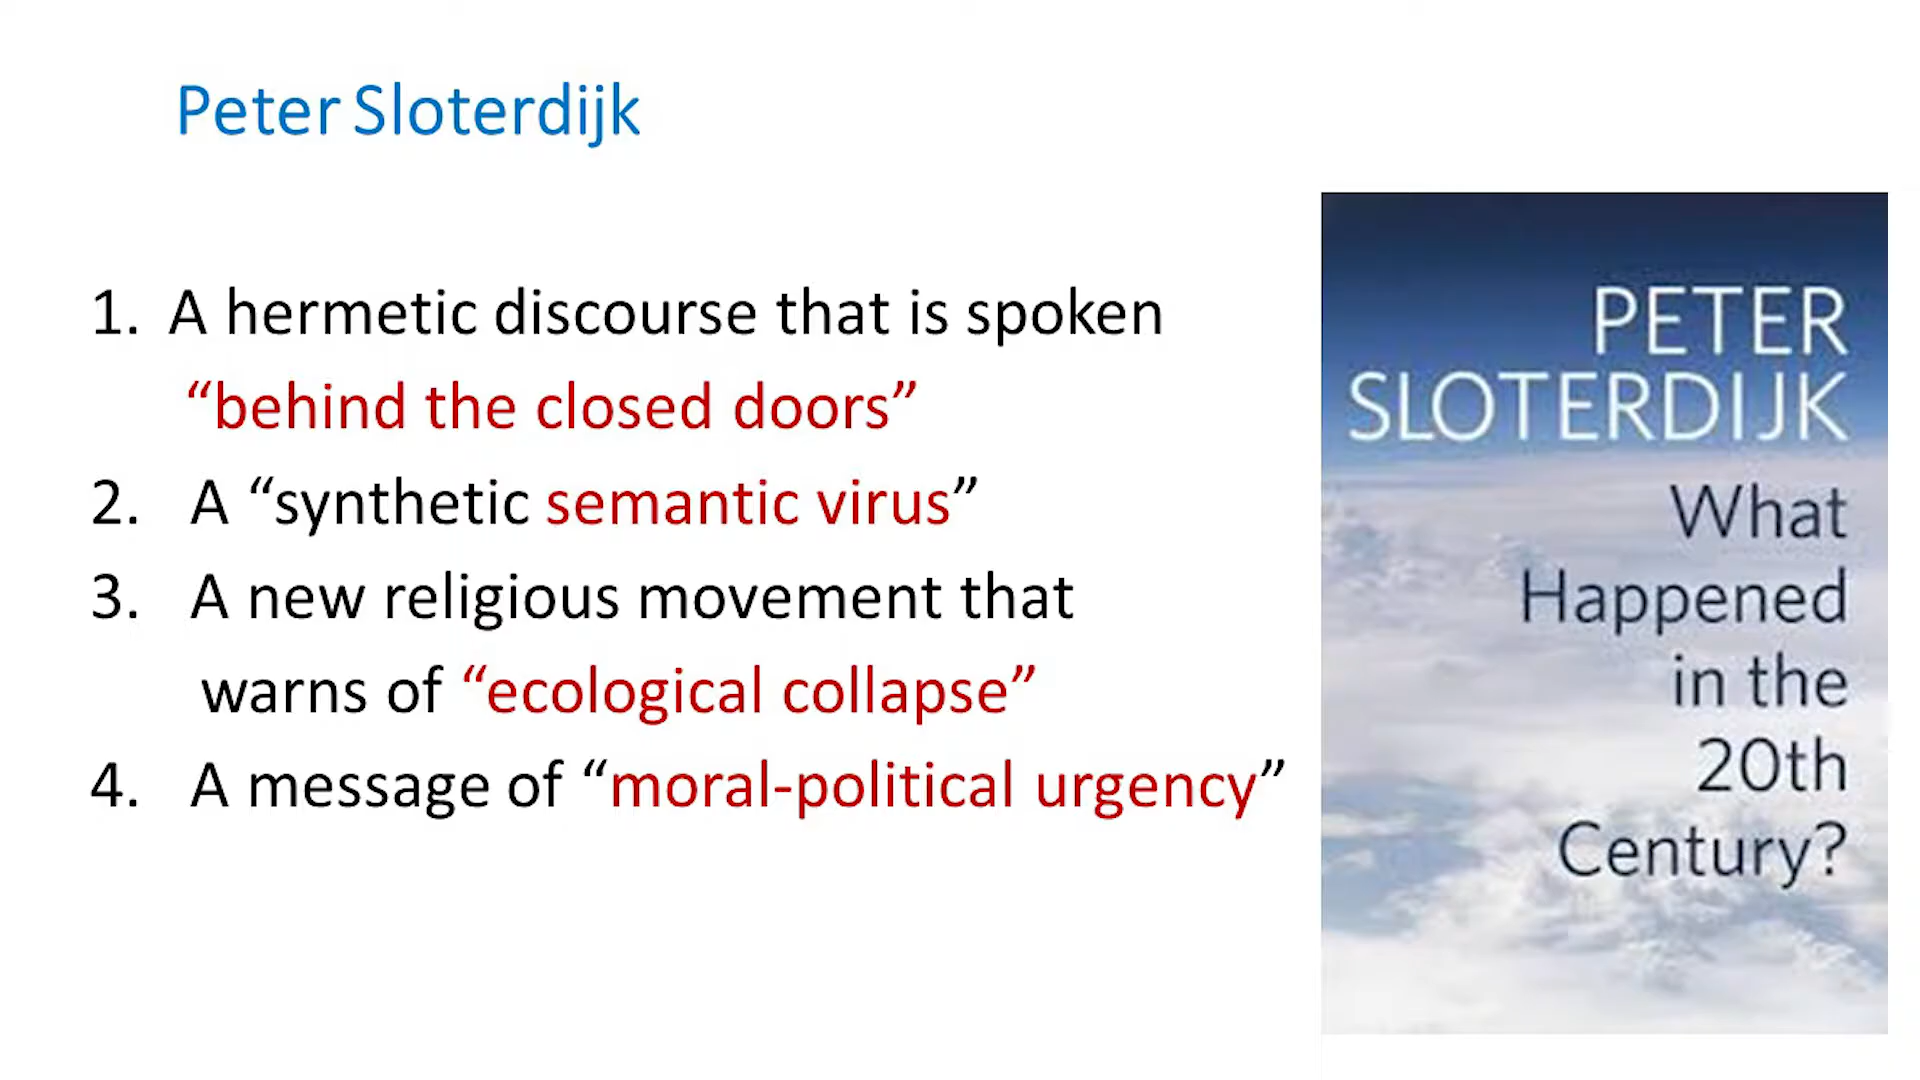 Peter Sloterdijk
1. A hermetic discourse that is spoken
“behind the closed doors”
2. A “synthetic semantic virus”
3. A new religious movement that
warns of “ecological collapse”
4. A message of “moral-political urgency”
PETER
SLOTERDIJK
What
Happened
in the
20th
Century?